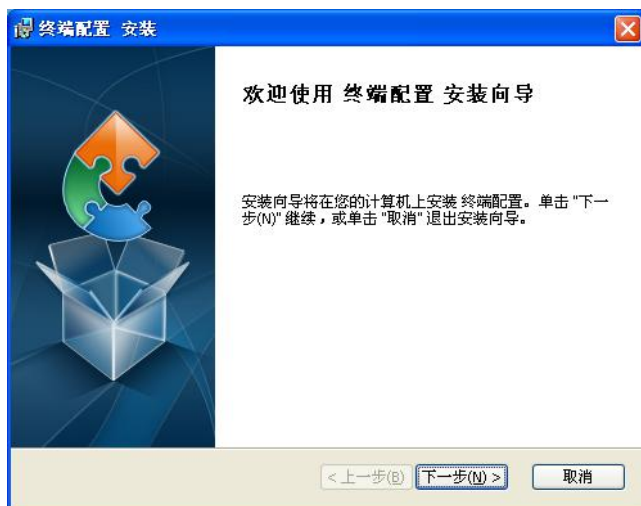 终端配置 安装
欢迎使用 终端配置 安装向导
安装向导将在您的计算机上安装 终端配置。单击 "下一
步(N)" 继续，或单击 "取消" 退出安装向导。
< 上一步(B) 下一步(N) > 取消